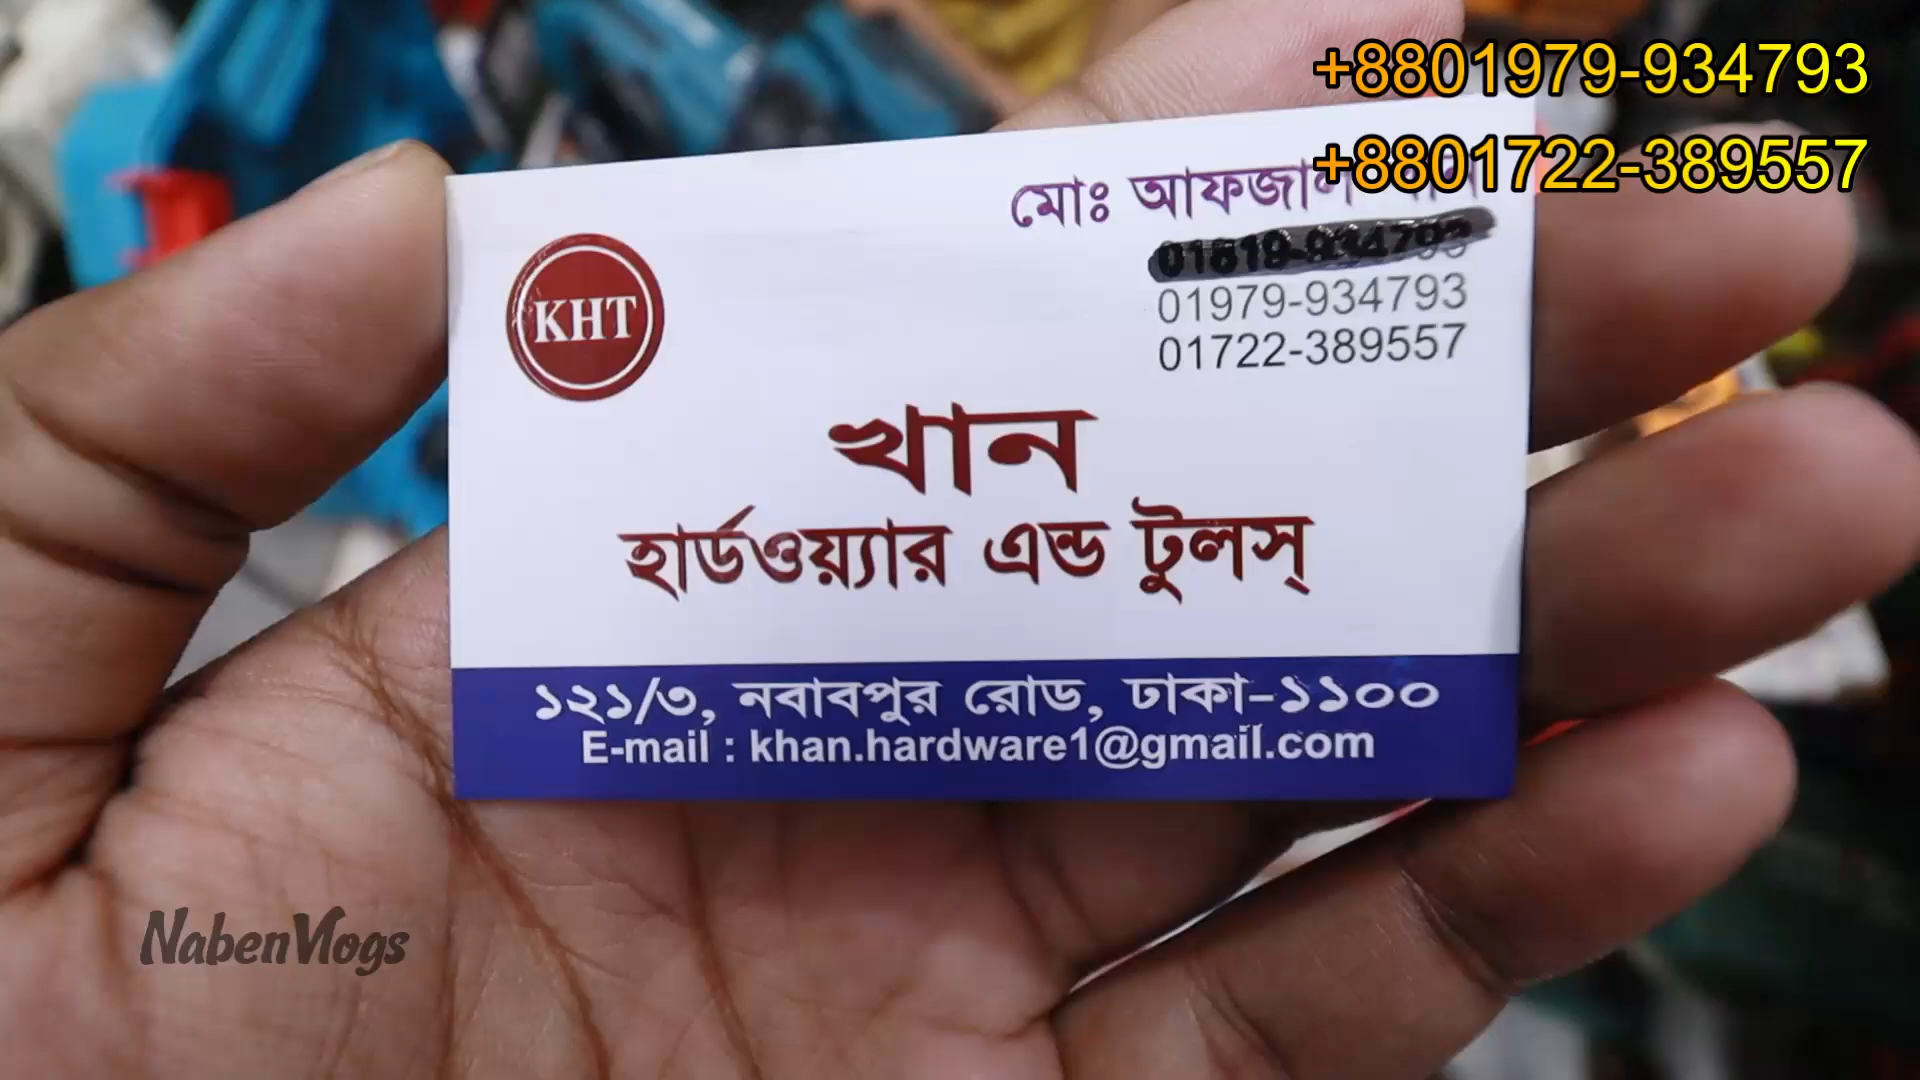 +8801979-934793
+8801722-389557
মোঃ আফজাল
KHT
01979-934793
01722-389557
খান
হার্ডওয়্যার এন্ড টুলস্
১২১/৩, নবাবপুর রোড, ঢাকা-১১০০
E-mail : khan.hardware1@gmail.com
NabenVlogs